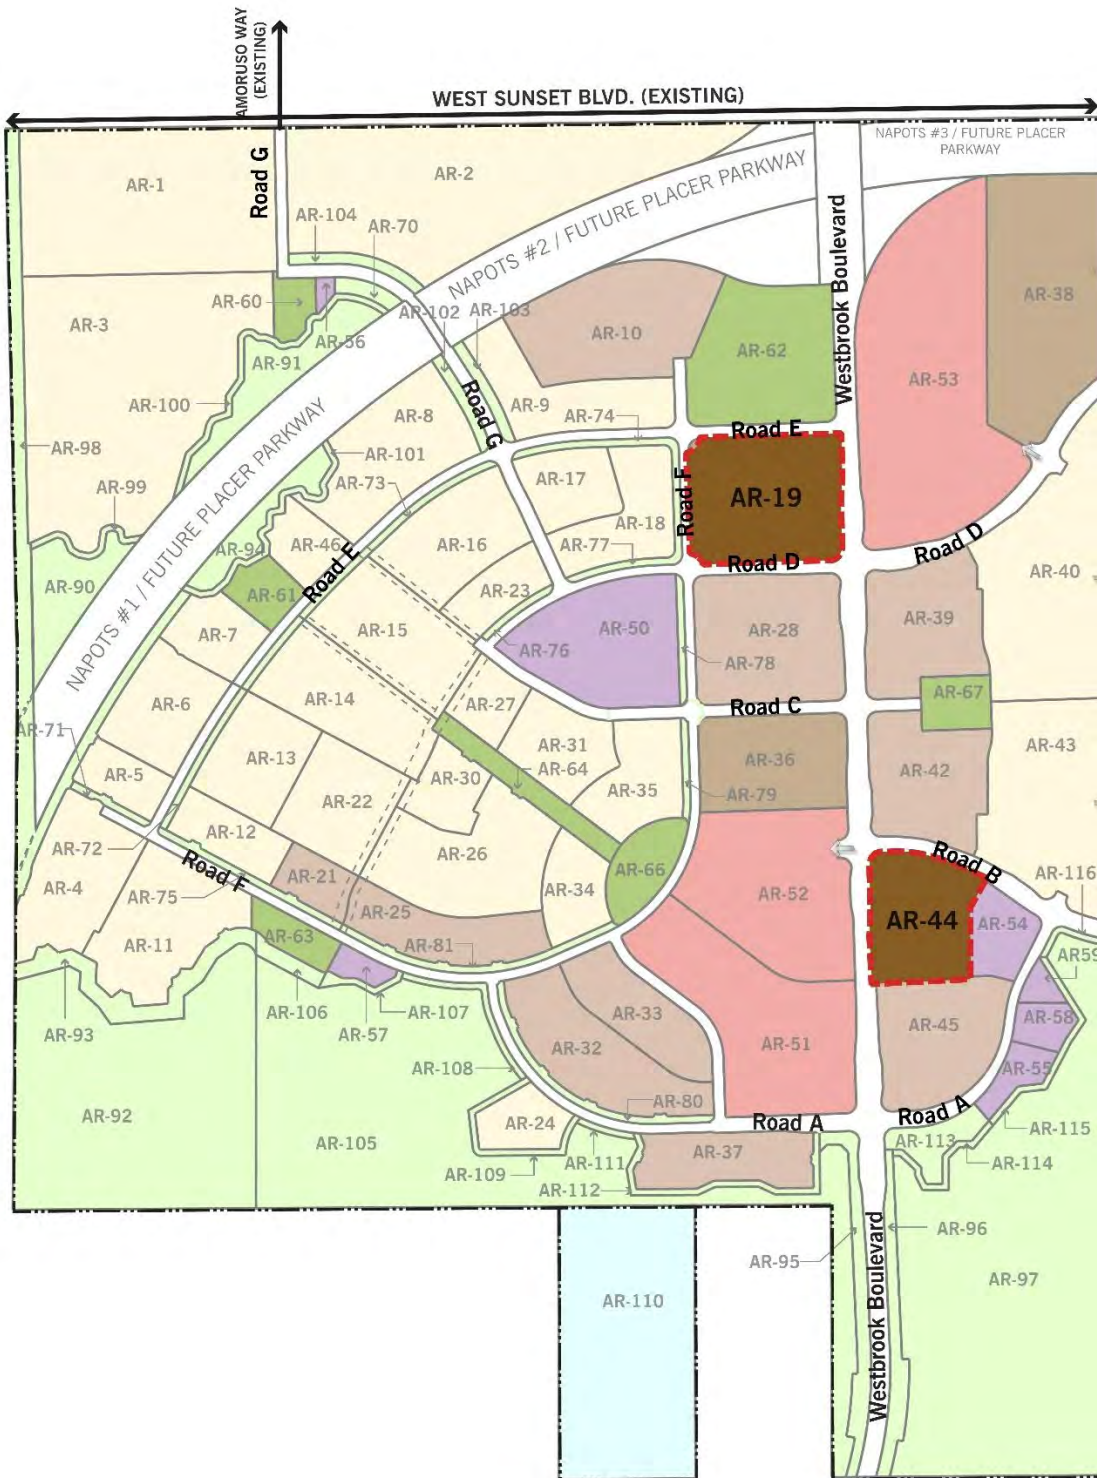 AMORUSO WAY
(EXISTING)
WEST SUNSET BLVD. (EXISTING)
NAPOTS #3 / FUTURE PLACER
PARKWAY
Road G
AR-1
AR-2
NAPOTS #2 / FUTURE PLACER PARKWAY
Westbrook Boulevard
AR-104
AR-70
AR-38
AR-60
AR-102
AR-103
AR-3
AR-56
AR-10
AR-62
AR-91
AR-53
AR-100
AR-8
Road G
AR-9
AR-74
Road E
AR-98
AR-101
AR-99
AR-73
AR-17
Road F
AR-19
AR-18
AR-46
AR-16
AR-77
Road D
Road D
AR-94
Road E
AR-90
AR-61
AR-23
AR-40
NAPOTS #1 / FUTURE PLACER PARKWAY
AR-7
AR-15
AR-50
AR-28
AR-39
AR-76
AR-78
AR-6
AR-14
AR-27
AR-67
Road C
AR-71
AR-13
AR-31
AR-43
AR-5
AR-30
AR-64
AR-36
AR-42
AR-22
AR-35
AR-79
AR-12
AR-72
AR-26
Road B
Road F
AR-21
AR-66
AR-116
AR-4
AR-75
AR-34
AR-52
AR-25
AR-44
AR-54
AR-11
AR-63
AR-81
AR59
AR-93
AR-106
AR-57
AR-107
AR-33
AR-58
AR-45
AR-32
AR-51
AR-108
AR-55
AR-80
AR-92
AR-24
Road A
Road A
AR-105
AR-115
AR-113
AR-37
AR-114
AR-109
AR-111
AR-112
AR-96
AR-95
Westbrook Boulevard
AR-97
AR-110